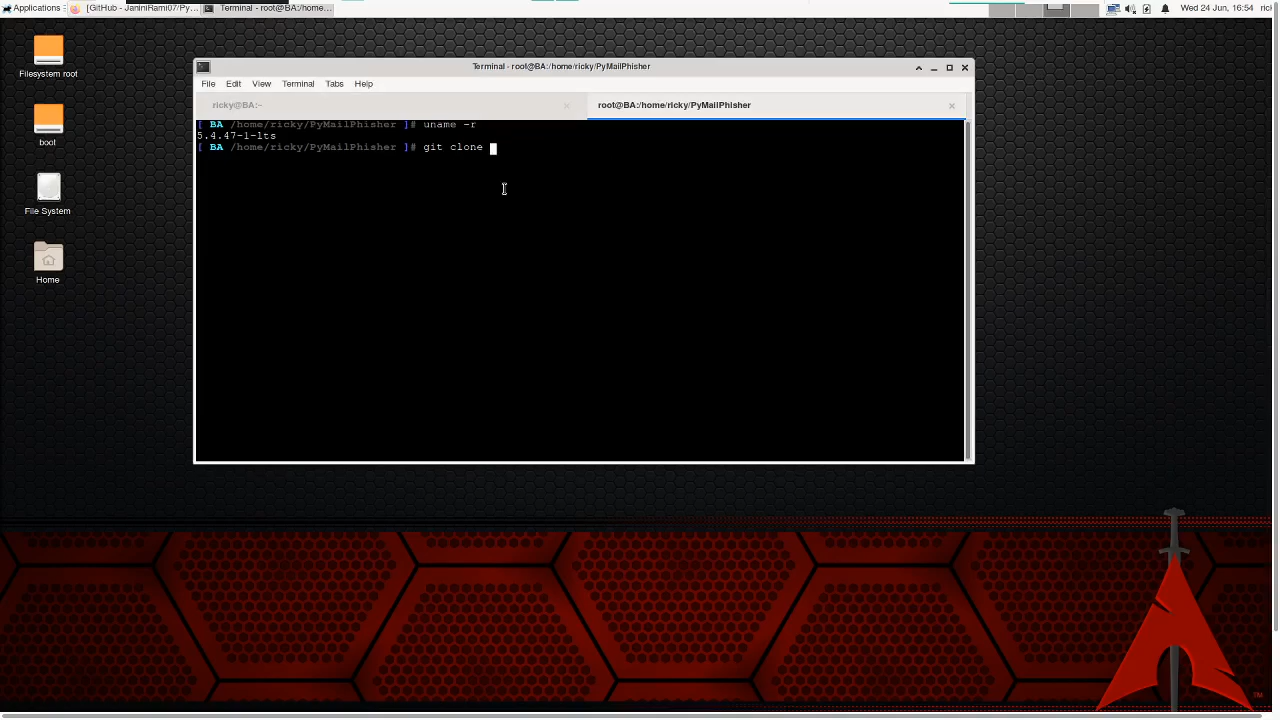 Applications
[GitHub - JaniniRami07/Py...
Terminal - root@BA:/home...
Wed 24 Jun, 16:54
rick
Filesystem root
boot
File System
Home
Terminal - root@BA:/home/ricky/PyMailPhisher
File Edit View Terminal Tabs Help
ricky@BA:~
root@BA:/home/ricky/PyMailPhisher
[ BA /home/ricky/PyMailPhisher ]# uname -r
5.4.47-1-lts
[ BA /home/ricky/PyMailPhisher ]# git clone
TM